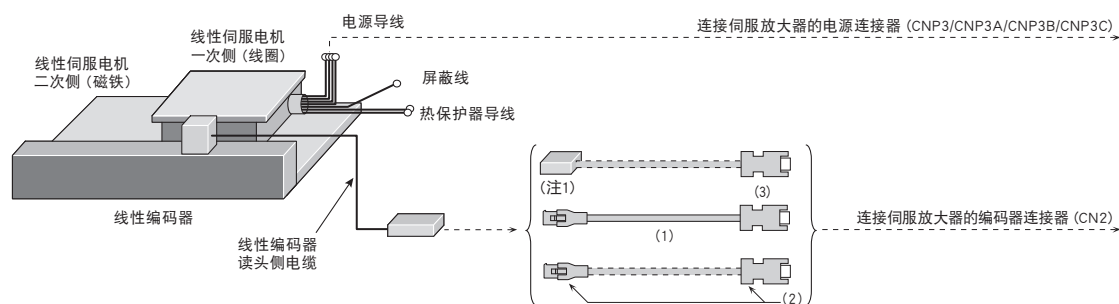 电源导线
连接伺服放大器的电源连接器（CNP3/CNP3A/CNP3B/CNP3C）
线性伺服电机
一次侧（线圈）
线性伺服电机
二次侧（磁铁）
屏蔽线
热保护器导线
线性编码器
线性编码器
读头侧电缆
（注1）
（3）
（1）
（2）
连接伺服放大器的编码器连接器（CN2）